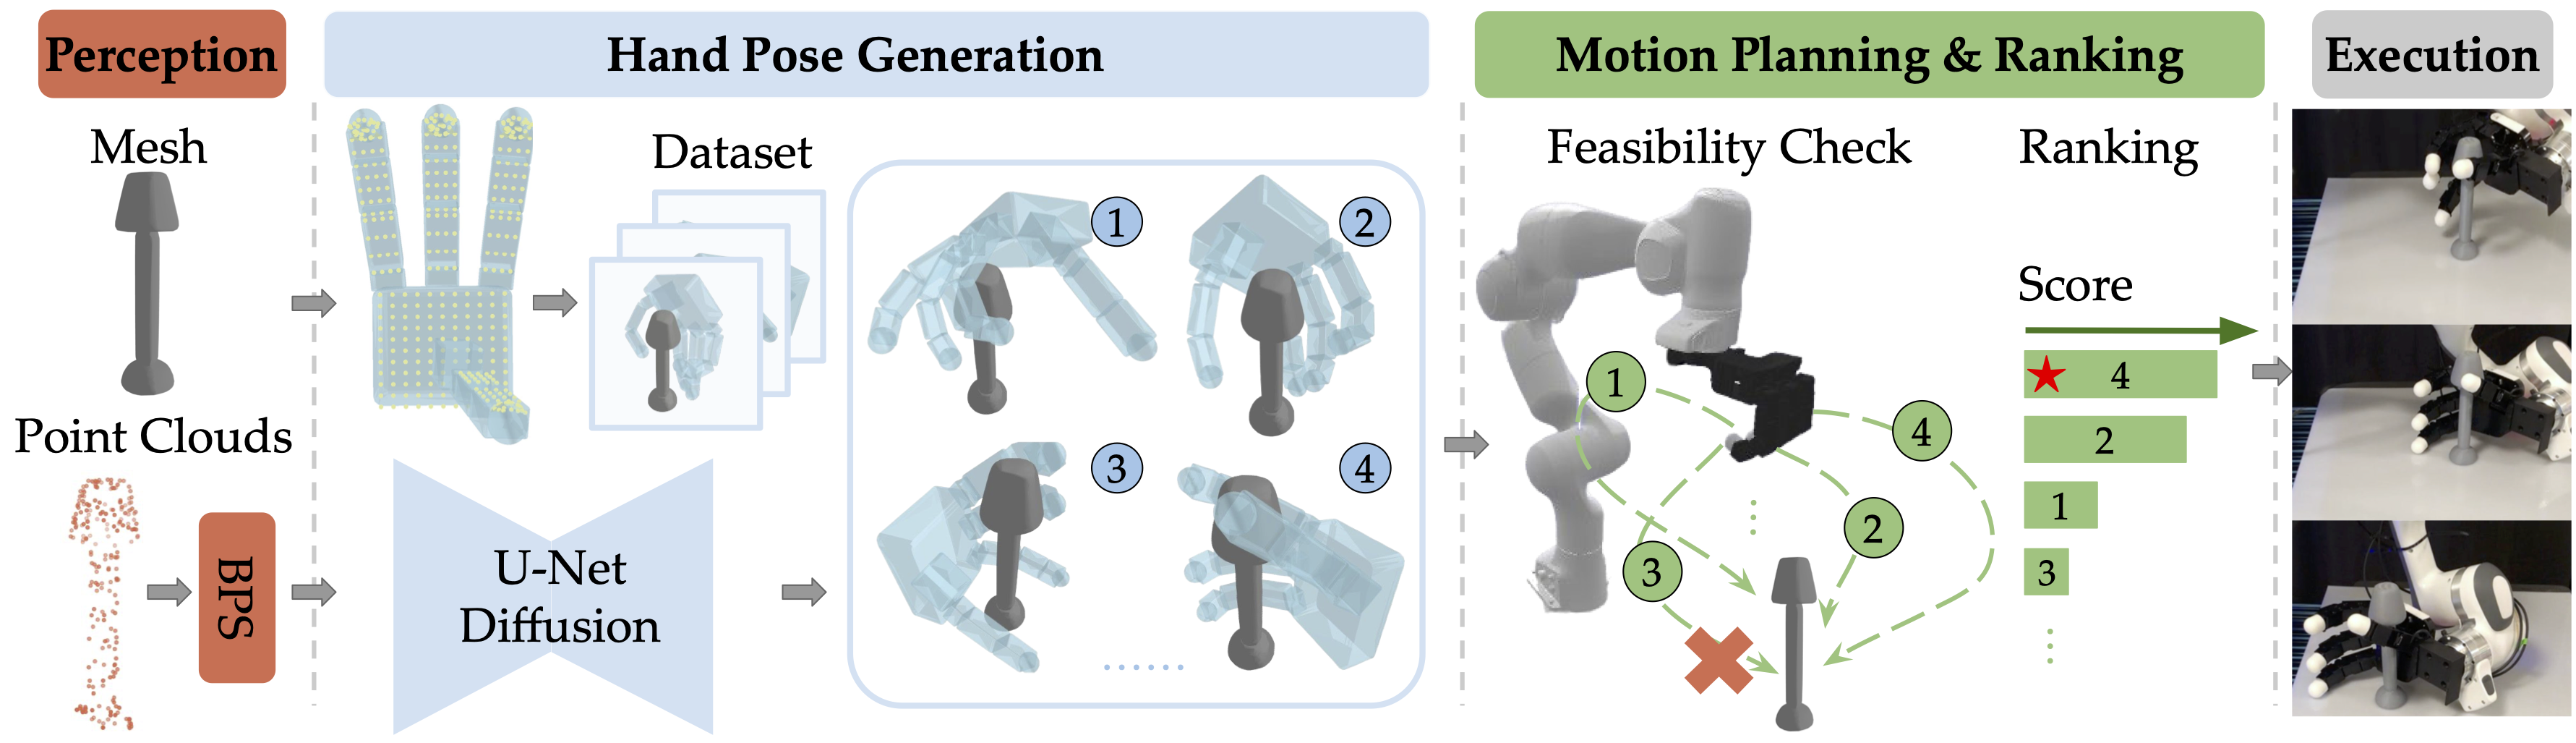 Perception
Hand Pose Generation
Motion Planning & Ranking
Execution
Mesh
Point Clouds
BPS
Dataset
U-Net
Diffusion
1
2
3
4
......
Feasibility Check
1
4
2
3
Ranking
Score
4
2
1
3